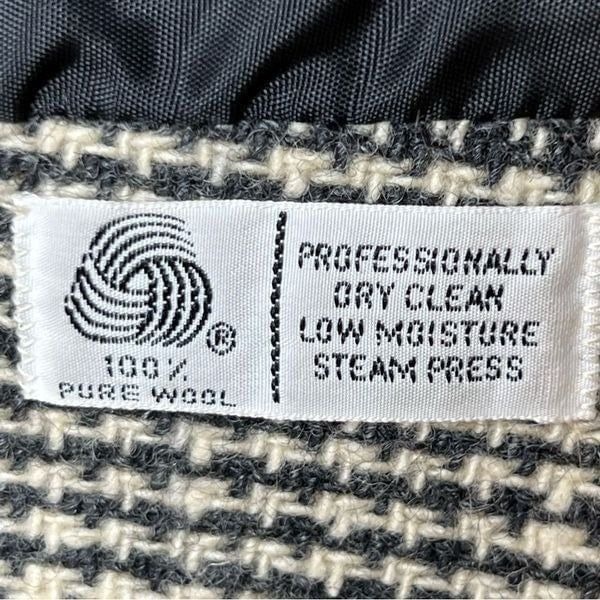 ®
100%
PURE WOOL
PROFESSIONALLY
DRY CLEAN
LOW MOISTURE
STEAM PRESS